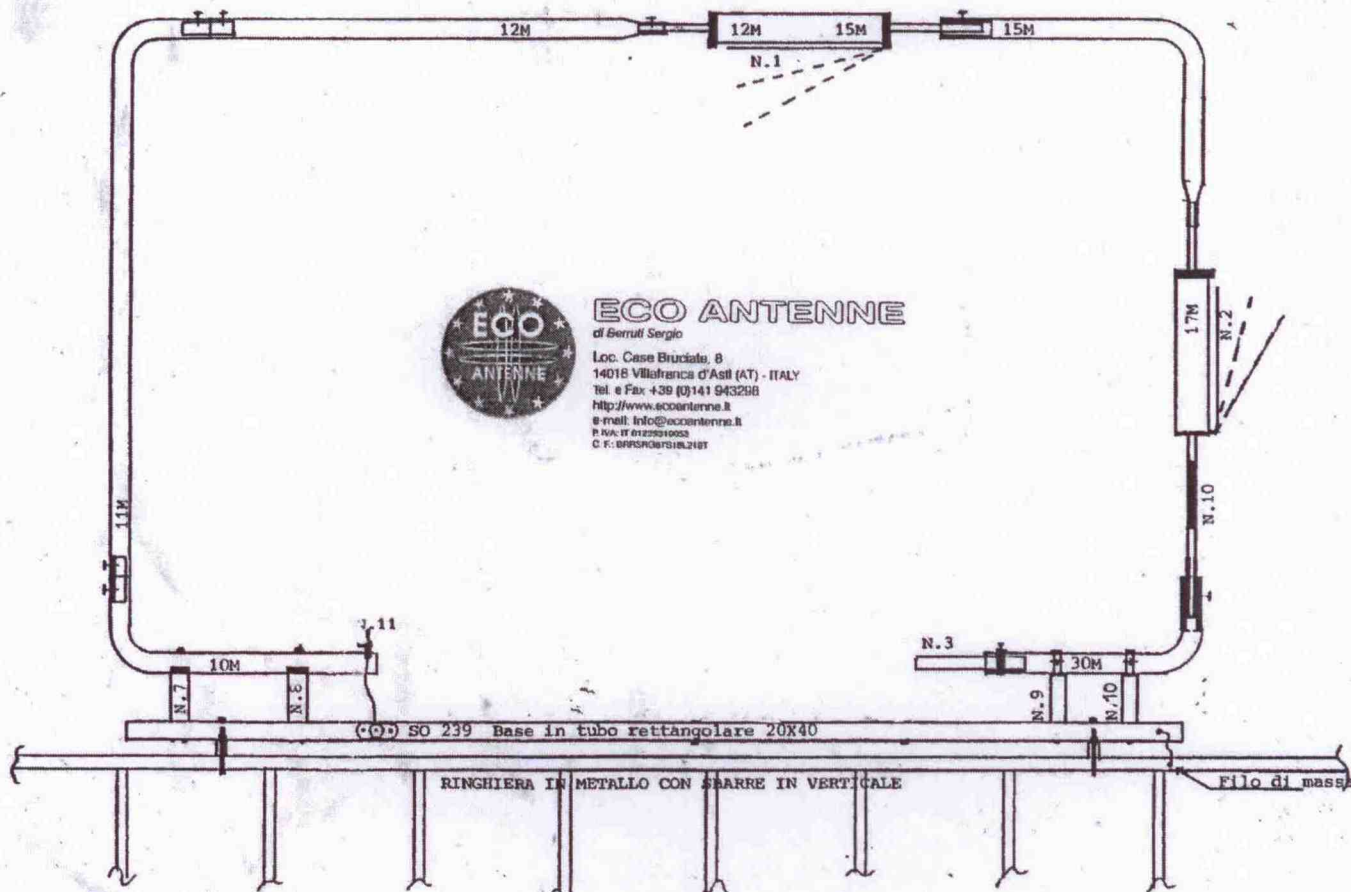 12M
12M 15M
15M
N.1
17M
N.2
ECO
ANTENNE
ECO ANTENNE
di Berruti Sergio
Loc. Case Bruciate, 8
14018 Villafranca d'Asti (AT) - ITALY
Tel. e Fax +39 (0)141 943298
http://www.ecoantenne.it
e-mail: info@ecoantenne.it
P. IVA: IT
C. F.:
11M
N.10
11
N.3
10M
30M
N.7
N.8
N.9
N.10
SO 239 Base in tubo rettangolare 20X40
RINGHIERA IN METALLO CON SBARRE IN VERTICALE
Filo di mass